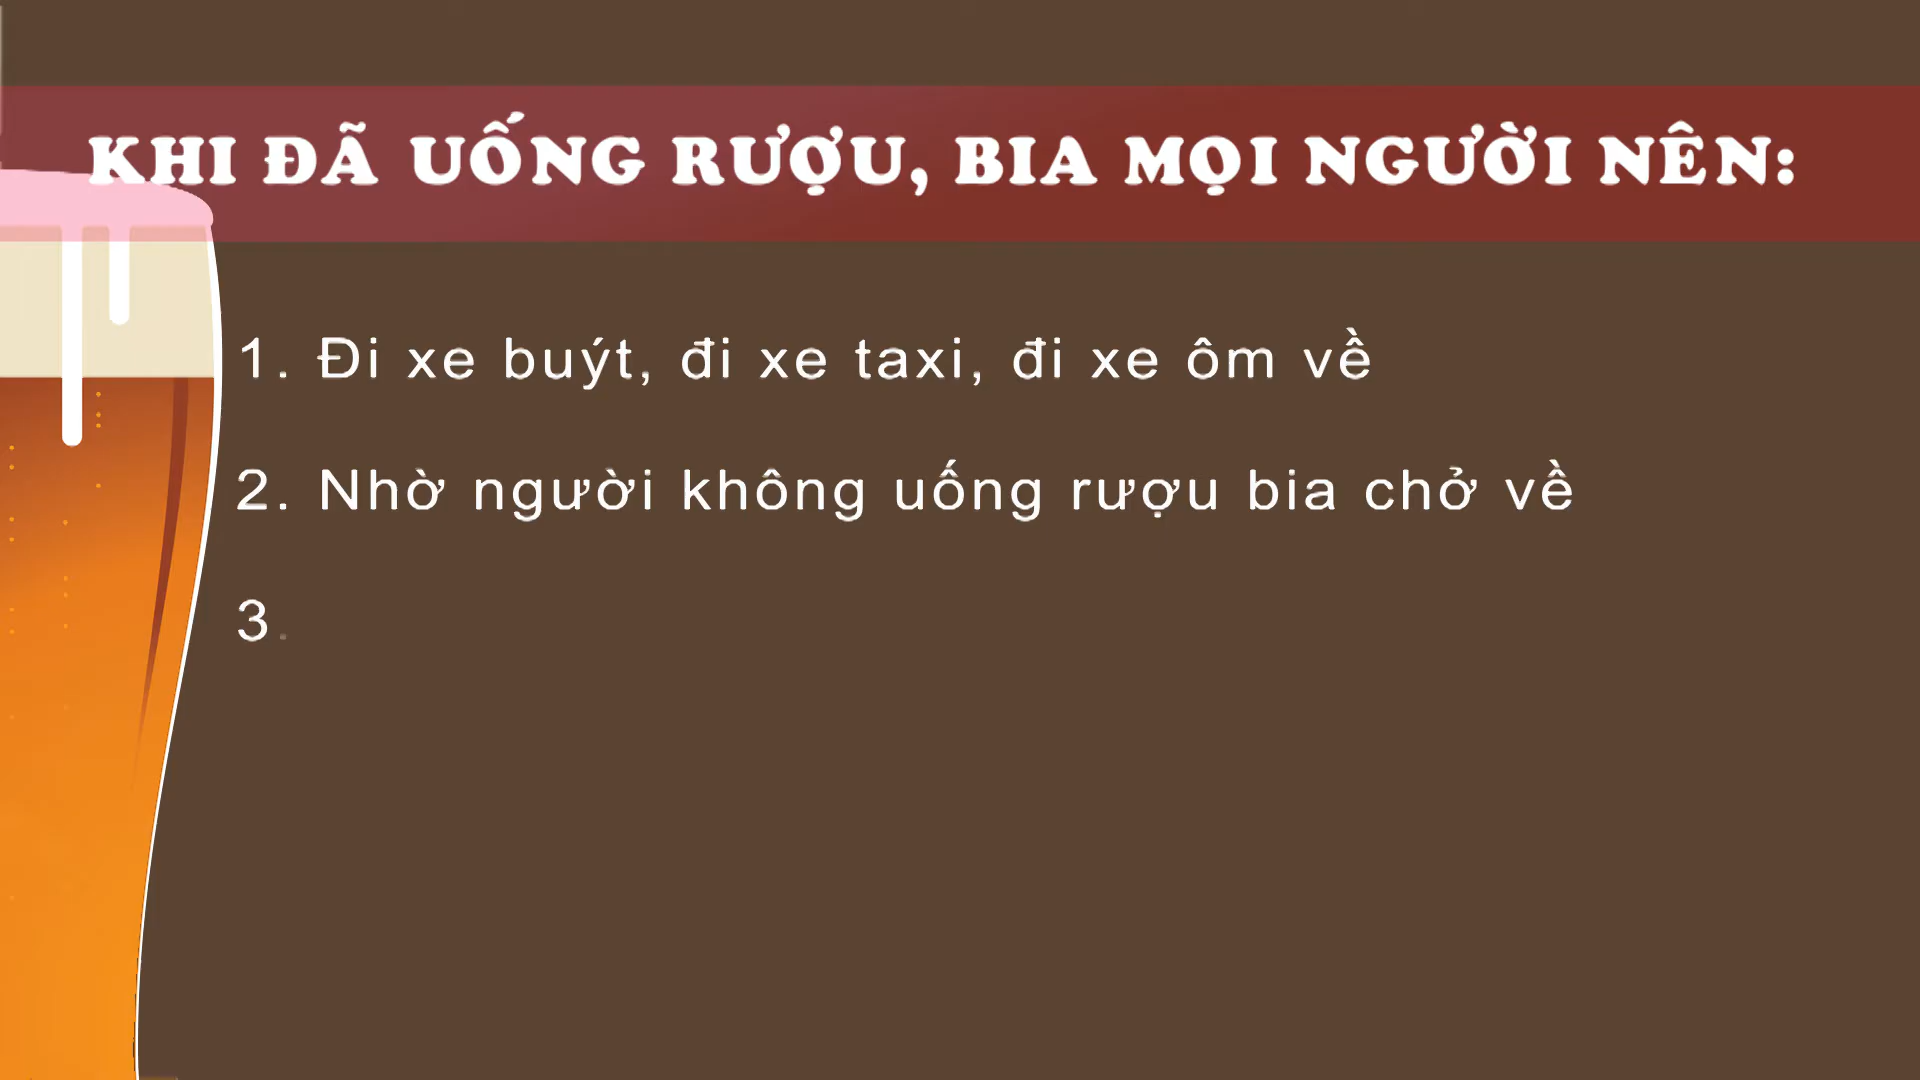 KHI ĐÃ UỐNG RƯỢU, BIA MỌI NGƯỜI NÊN:
1. Đi xe buýt, đi xe taxi, đi xe ôm về
2. Nhờ người không uống rượu bia chở về
3.